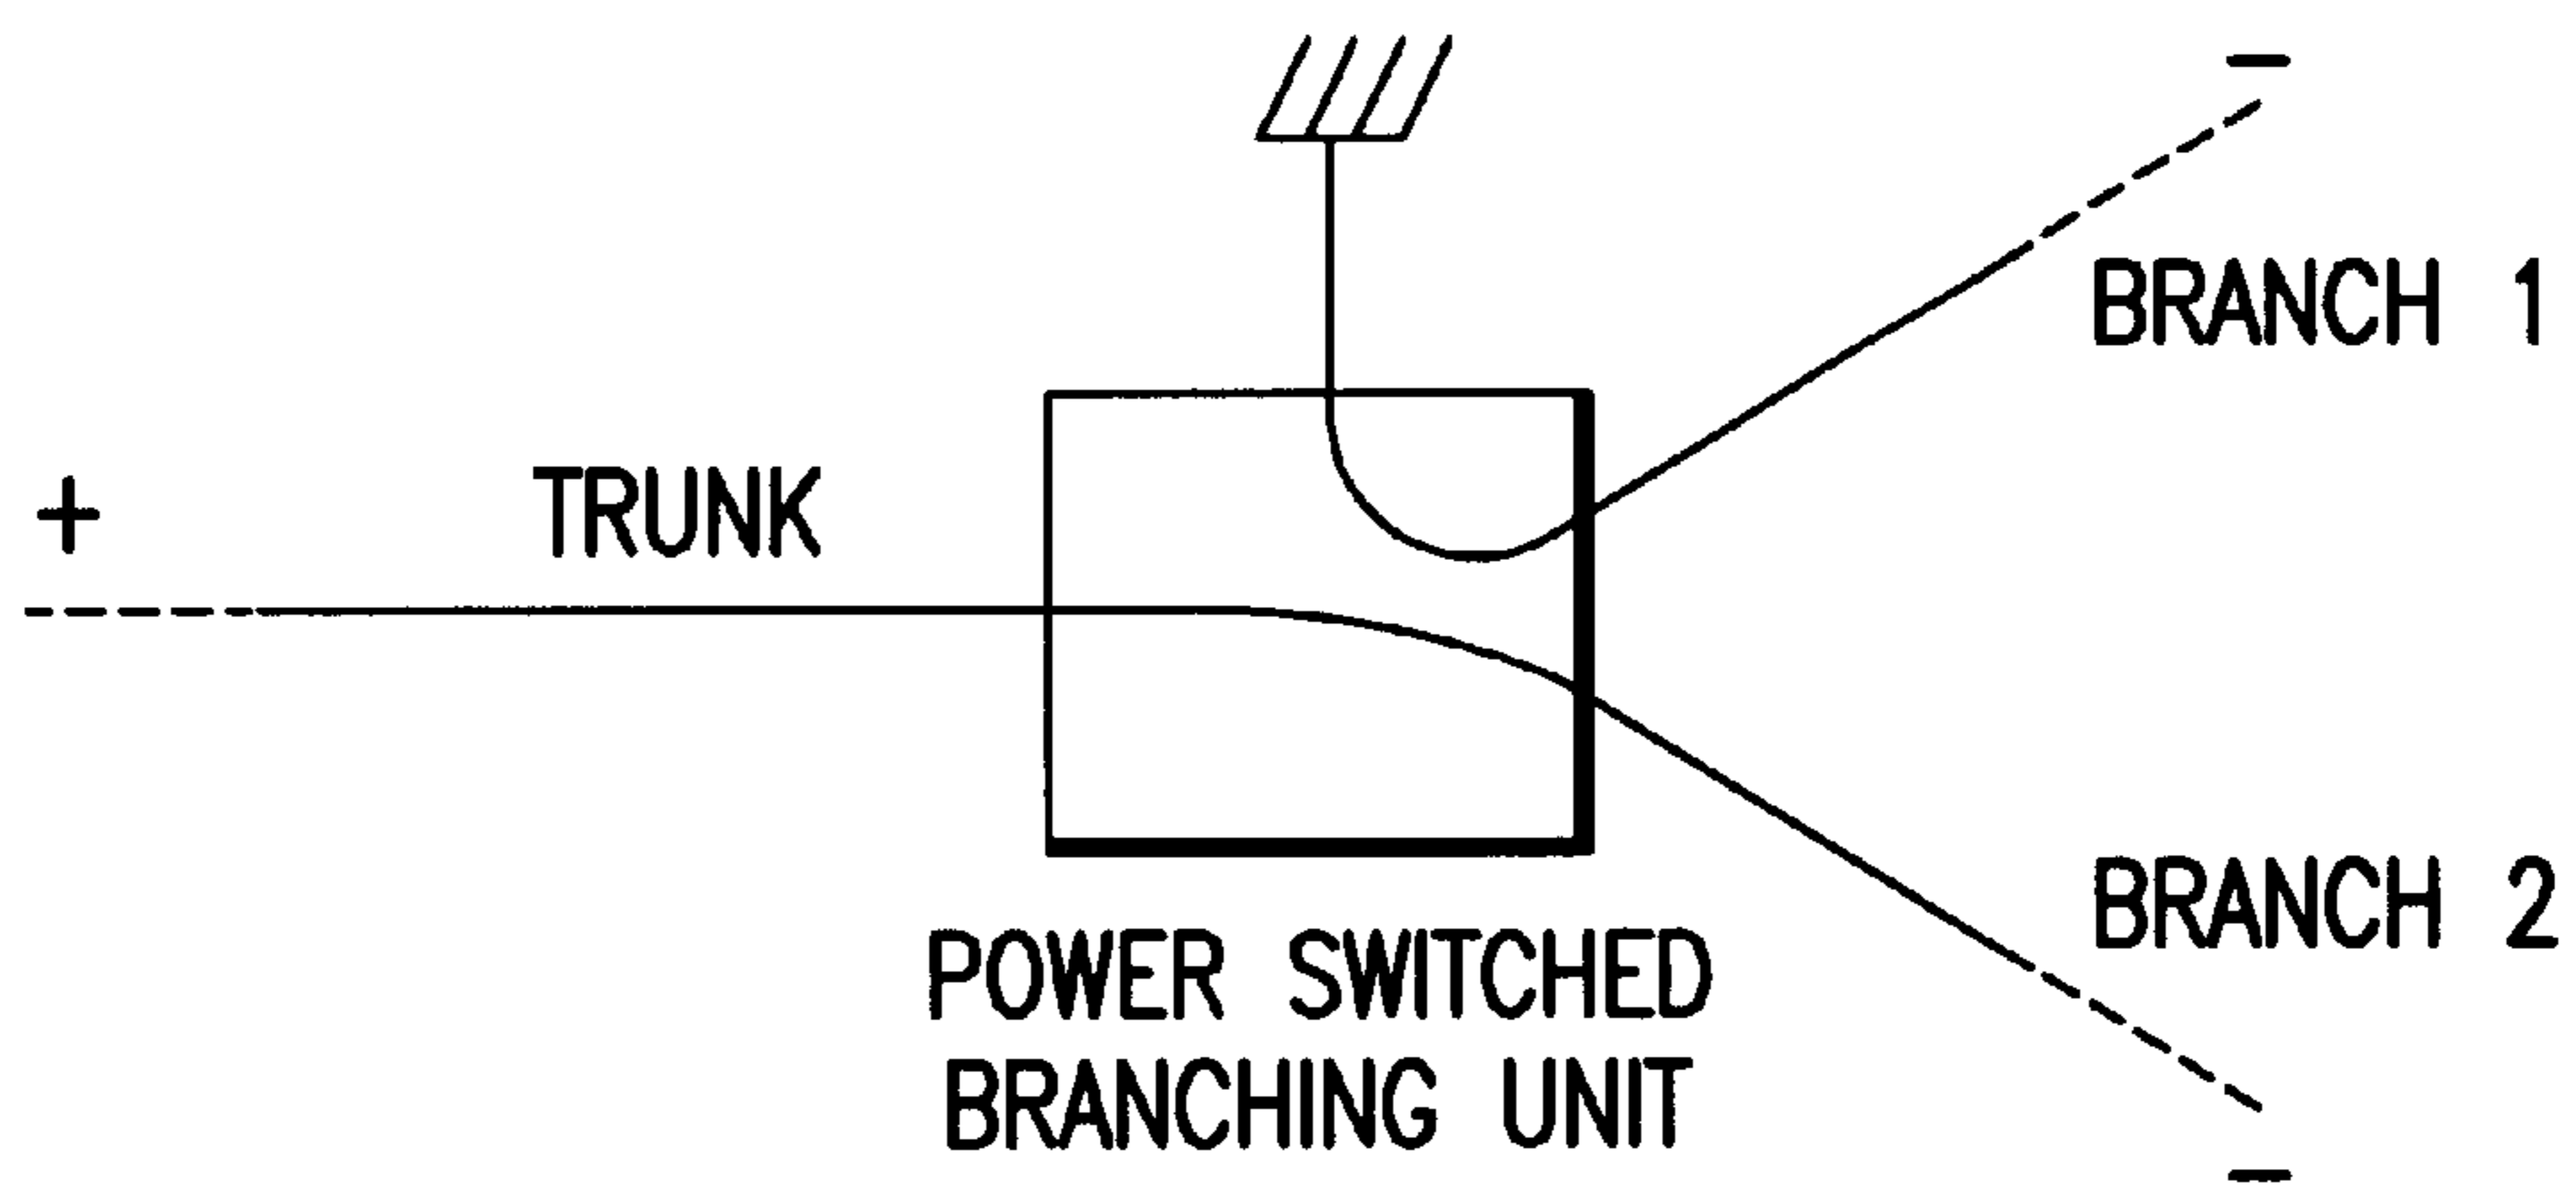 −
BRANCH 1
+
TRUNK
BRANCH 2
POWER SWITCHED
BRANCHING UNIT
−